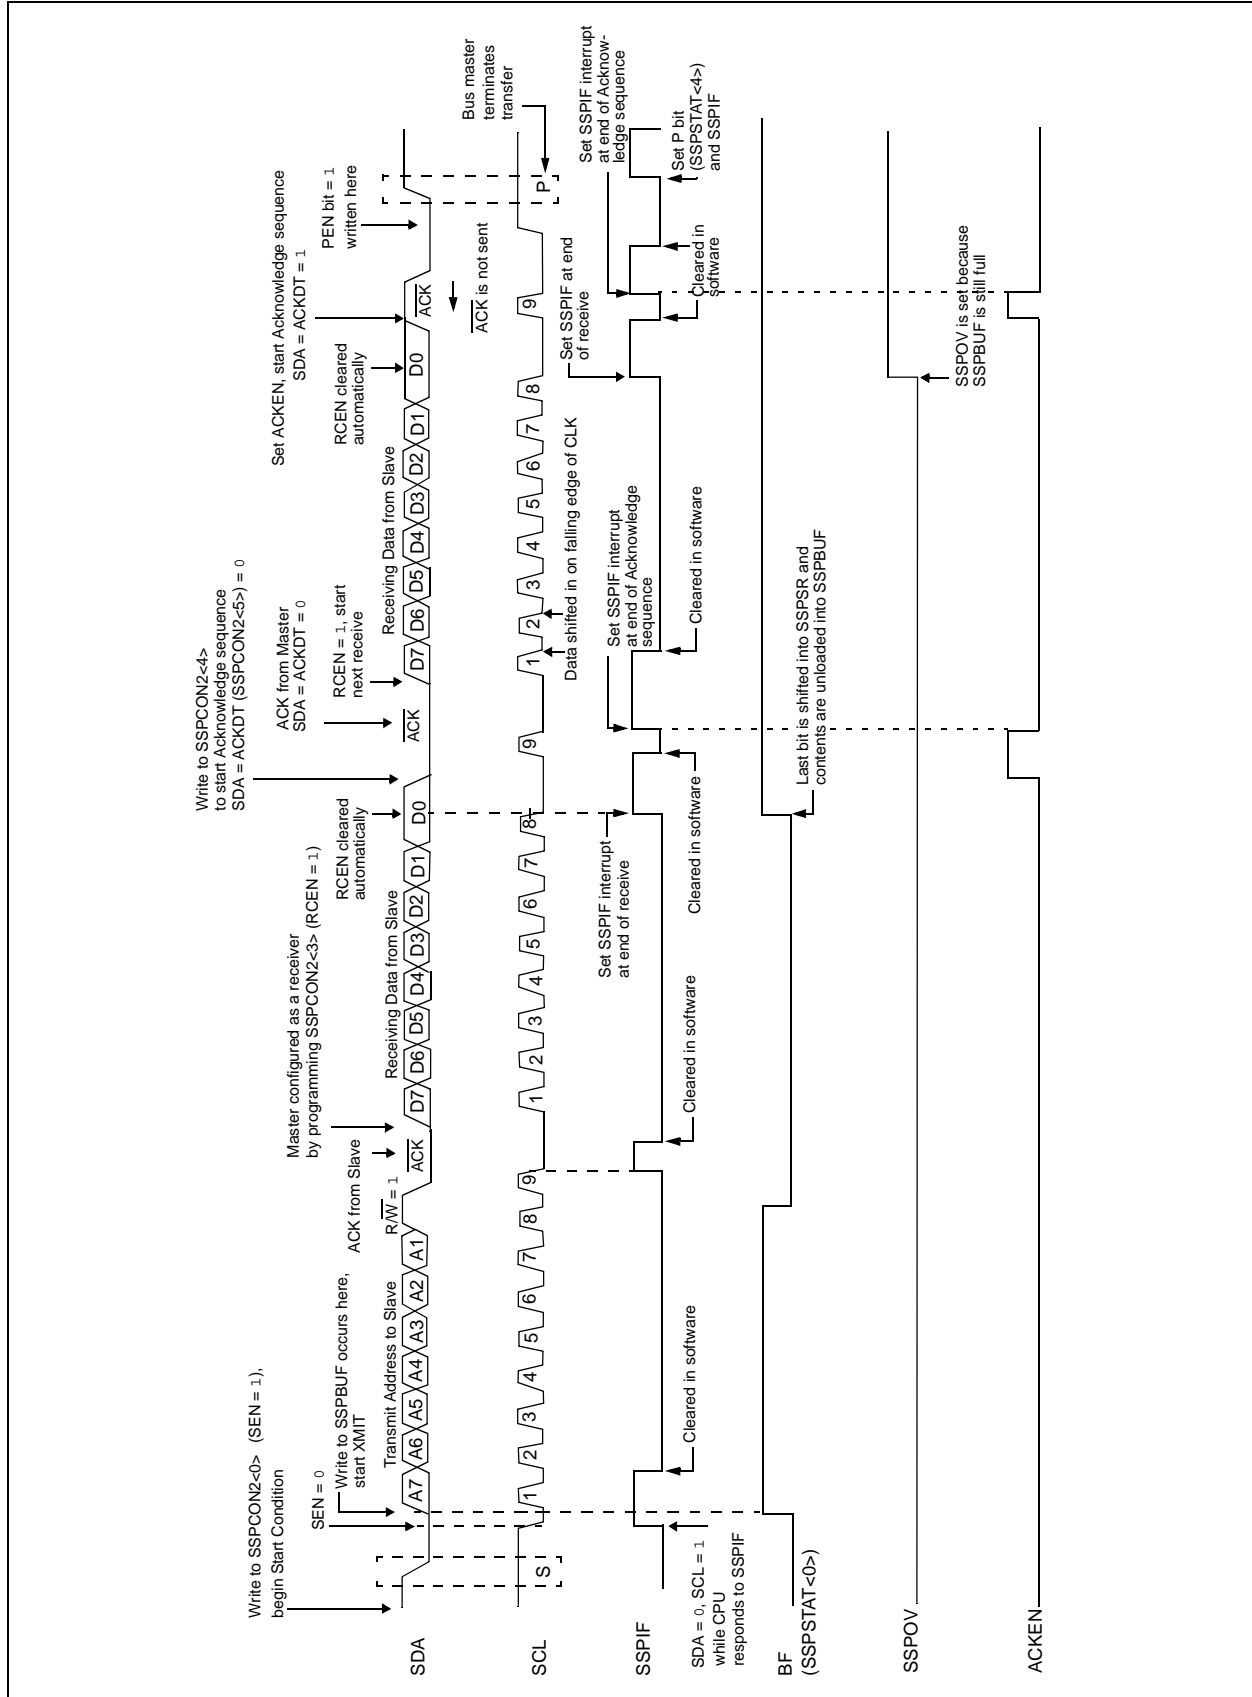 Write to SSPCON2<0> (SEN = 1),
begin Start Condition
SEN = 0
Write to SSPBUF occurs here,
start XMIT
Transmit Address to Slave
R/W = 1
ACK from Slave
Master configured as a receiver
by programming SSPCON2<3> (RCEN = 1)
Receiving Data from Slave
RCEN cleared
automatically
Write to SSPCON2<4>
to start Acknowledge sequence
SDA = ACKDT (SSPCON2<5>) = 0
ACK from Master
SDA = ACKDT = 0
RCEN = 1, start
next receive
Receiving Data from Slave
RCEN cleared
automatically
Set ACKEN, start Acknowledge sequence
SDA = ACKDT = 1
PEN bit = 1
written here
SDA
A7 A6 A5 A4 A3 A2 A1 ACK D7 D6 D5 D4 D3 D2 D1 D0 ACK D7 D6 D5 D4 D3 D2 D1 D0 ACK
ACK is not sent
Bus master
terminates
transfer
SCL
S 1 2 3 4 5 6 7 8 9 1 2 3 4 5 6 7 8 9 1 2 3 4 5 6 7 8 9 P
Data shifted in on falling edge of CLK
Set SSPIF interrupt
at end of receive
Set SSPIF interrupt
at end of Acknowledge
sequence
Set SSPIF at end
of receive
Set SSPIF interrupt
at end of Acknow-
ledge sequence
SSPIF
SDA = 0, SCL = 1
while CPU
responds to SSPIF
Cleared in software
Cleared in software
Cleared in software
Cleared in software
Cleared in
software
Set P bit
(SSPSTAT<4>)
and SSPIF
BF
(SSPSTAT<0>)
Last bit is shifted into SSPSR and
contents are unloaded into SSPBUF
SSPOV
SSPOV is set because
SSPBUF is still full
ACKEN